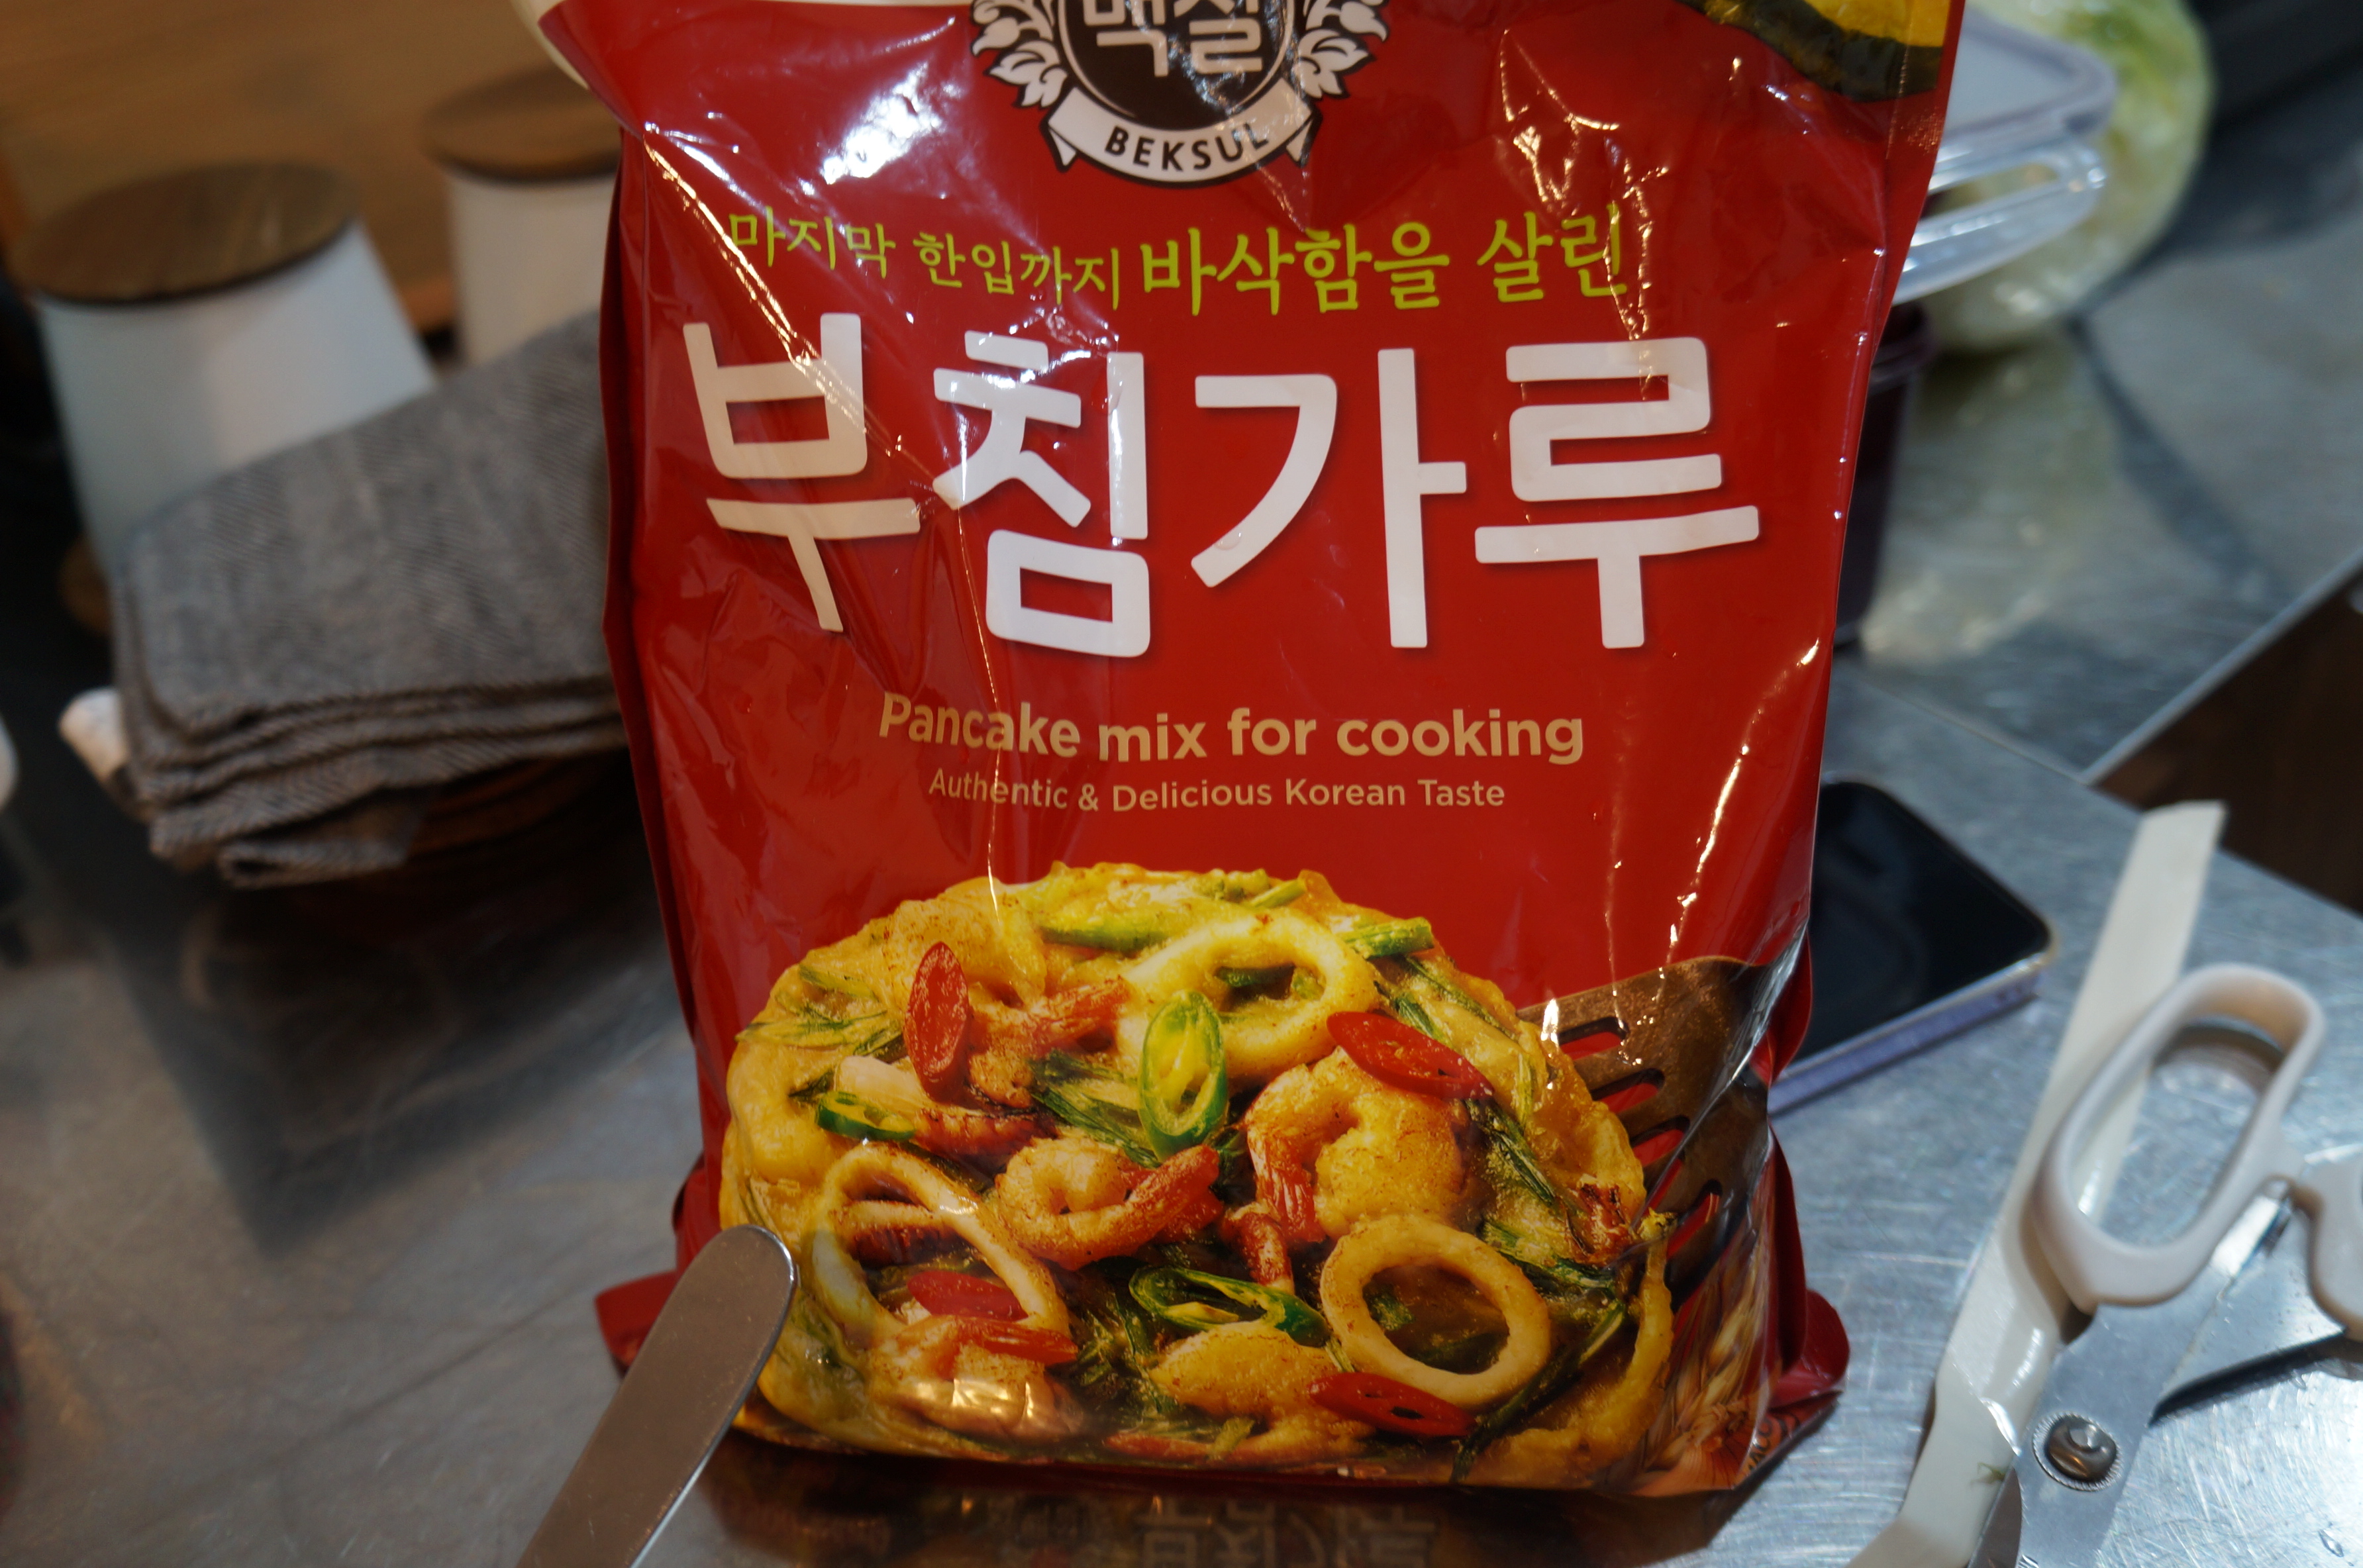 백설
BEKSUL
마지막 한입까지 바삭함을 살린
부침가루
Pancake mix for cooking
Authentic & Delicious Korean Taste